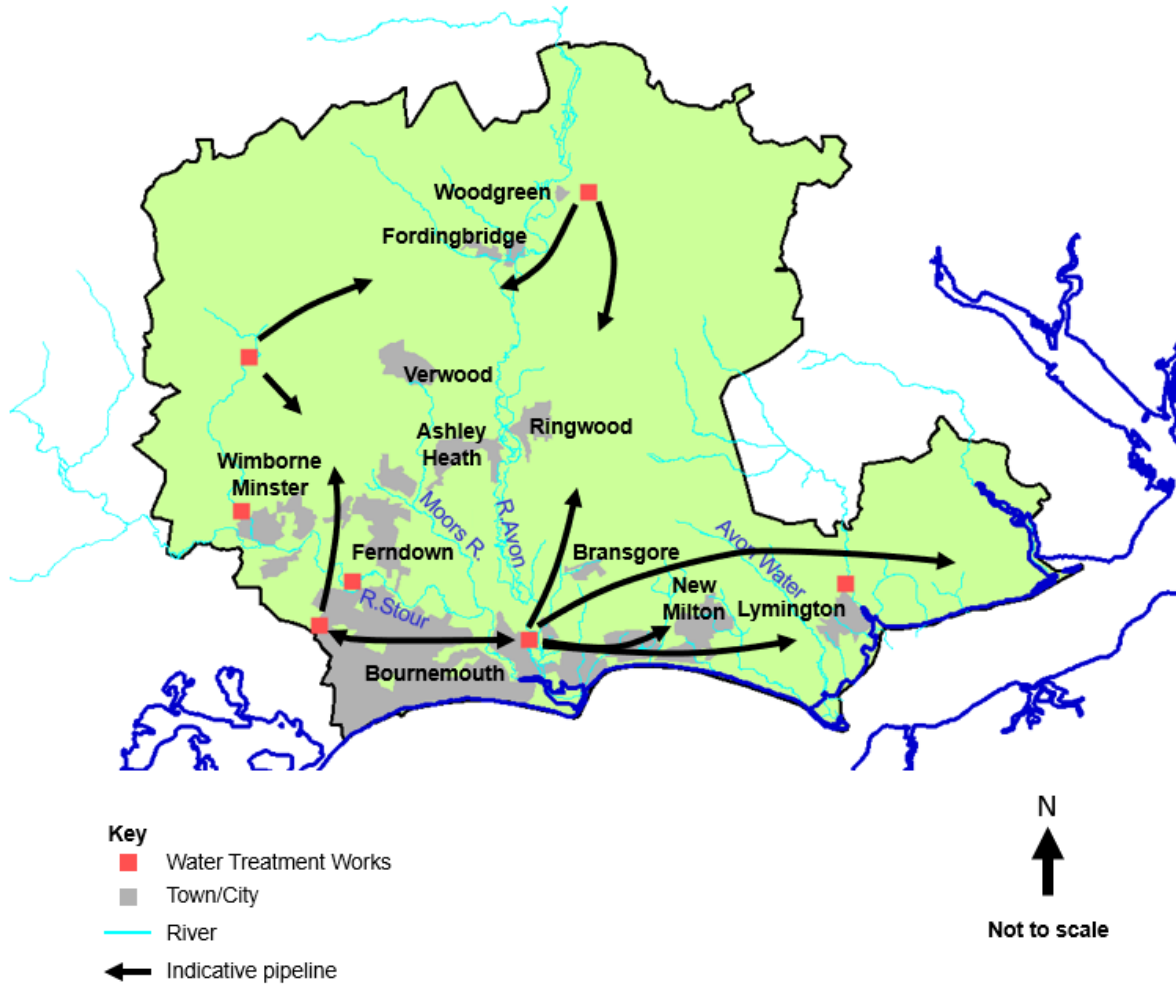 Woodgreen
Fordingbridge
Verwood
Ashley
Heath
Ringwood
Wimborne
Minster
Moors R.
R.Avon
Ferndown
Bransgore
Avon Water
R.Stour
New
Milton
Lymington
Bournemouth
Key
Water Treatment Works
Town/City
River
Indicative pipeline
N
Not to scale